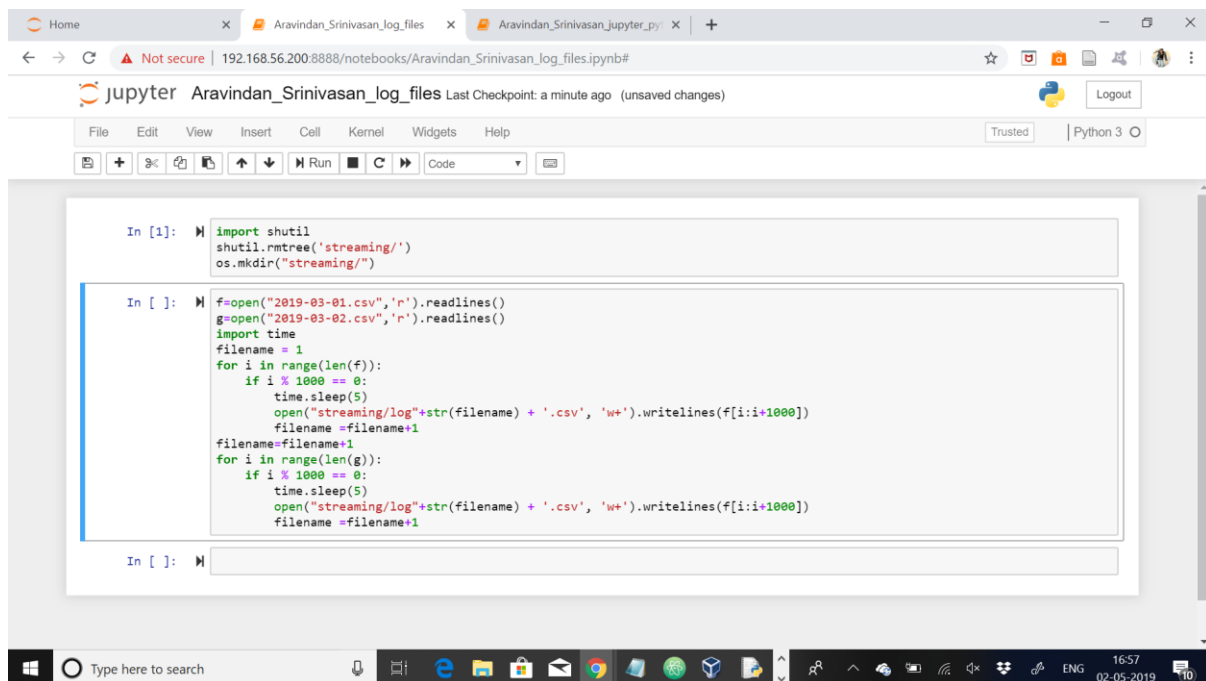 Home
Aravindan_Srinivasan_log_files
Aravindan_Srinivasan_jupyter_pyt
Not secure | 192.168.56.200:8888/notebooks/Aravindan_Srinivasan_log_files.ipynb#
jupyter Aravindan_Srinivasan_log_files Last Checkpoint: a minute ago (unsaved changes)
Logout
File Edit View Insert Cell Kernel Widgets Help
Trusted
Python 3
Run
Code
In [1]:
import shutil
shutil.rmtree('streaming/')
os.mkdir("streaming/")
In [ ]:
f=open("2019-03-01.csv",'r').readlines()
g=open("2019-03-02.csv",'r').readlines()
import time
filename = 1
for i in range(len(f)):
    if i % 1000 == 0:
        time.sleep(5)
        open("streaming/log"+str(filename) + '.csv', 'w+').writelines(f[i:i+1000])
        filename =filename+1
filename=filename+1
for i in range(len(g)):
    if i % 1000 == 0:
        time.sleep(5)
        open("streaming/log"+str(filename) + '.csv', 'w+').writelines(f[i:i+1000])
        filename =filename+1
In [ ]:
Type here to search
ENG
16:57
02-05-2019
10